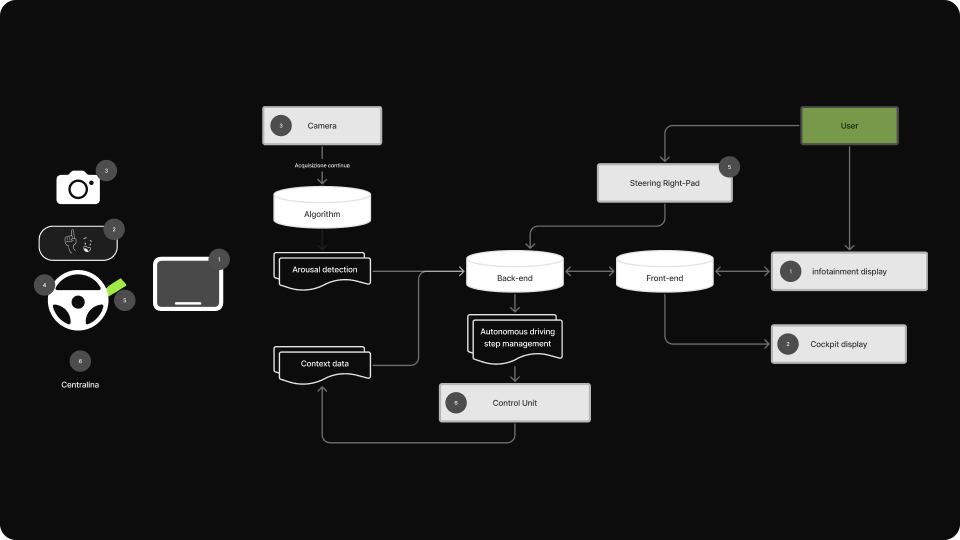 3
2
4
5
1
6
Centralina
3
Camera
Acquisizione continua
Algorithm
Arousal detection
Context data
User
5
Steering Right-Pad
Back-end
Front-end
1
infotainment display
Autonomous driving
step management
2
Cockpit display
6
Control Unit